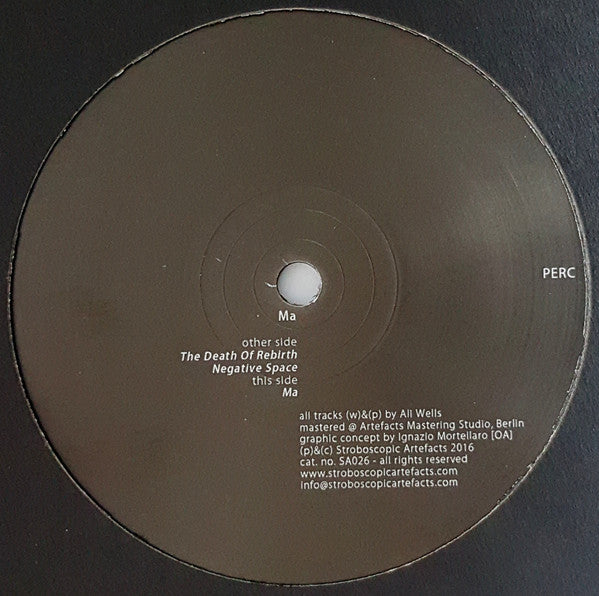 PERC
Ma
other side
The Death Of Rebirth
Negative Space
this side
Ma
all tracks (w)&(p) by Ali Wells
mastered @ Artefacts Mastering Studio, Berlin
graphic concept by Ignazio Mortellaro [OA]
(p)&(c) Stroboscopic Artefacts 2016
cat. no. SA026 - all rights reserved
www.stroboscopicartefacts.com
info@stroboscopicartefacts.com